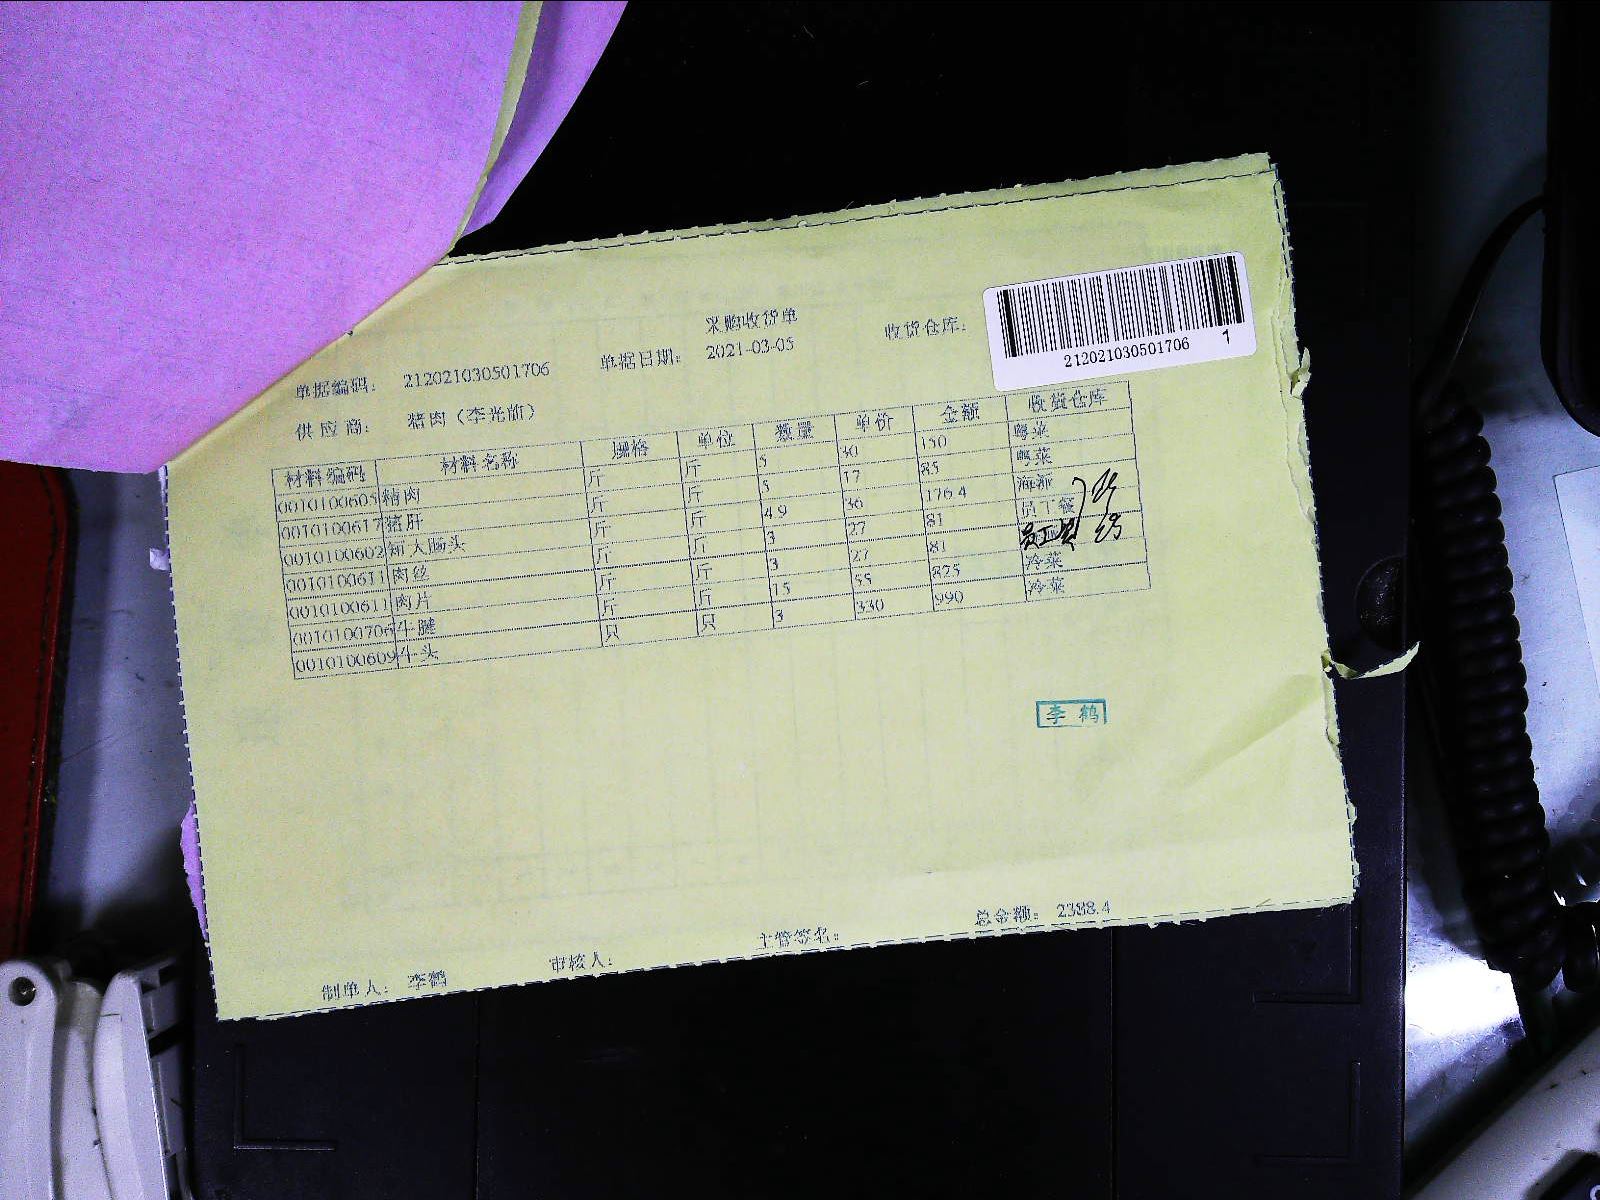 采购收货单
单据编码： 212021030501706 单据日期： 2021-03-05 收货仓库：
212021030501706 1
供应商： 猪肉（李光前）
材料编码 材料名称 规格 单位 数量 单价 金额 收货仓库
0010100605 精肉 斤 斤 5 30 150 粤菜
0010100617 猪肝 斤 斤 5 17 85 粤菜
0010100602 短大肠头 斤 斤 4.9 36 176.4 海派
0010100611 肉丝 斤 斤 3 27 81 员工餐
0010100611 肉片 斤 斤 3 27 81 员工餐
0010100706 牛腱 斤 斤 15 55 825 冷菜
0010100609 牛头 只 只 3 330 990 冷菜
李鹤
总金额： 2388.4
制单人： 李鹤 审核人： 主管签名：